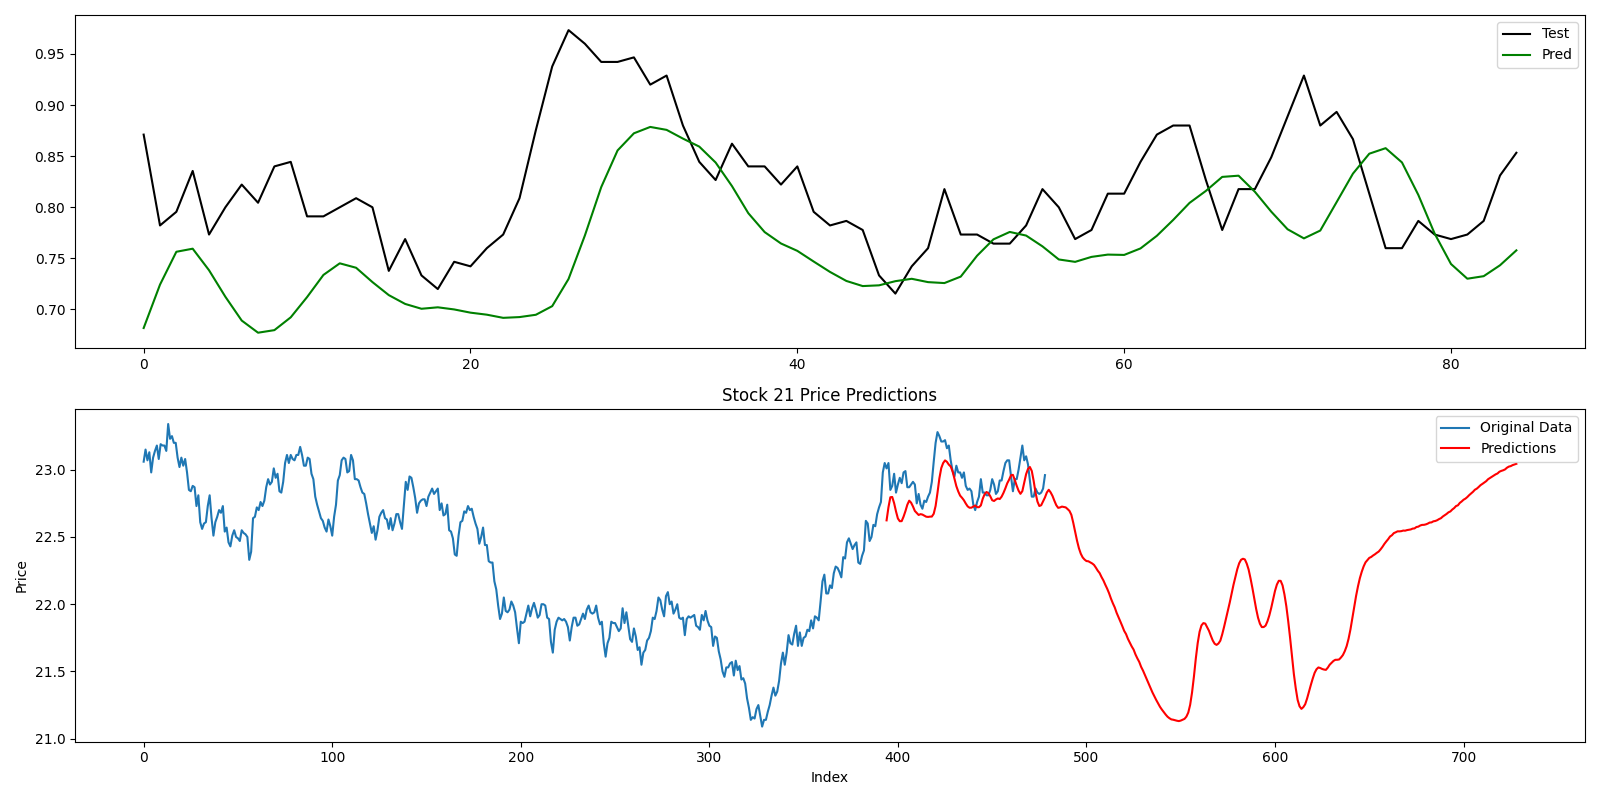 Test
Pred
0.95
0.90
0.85
0.80
0.75
0.70
0 20 40 60 80
Stock 21 Price Predictions
Original Data
Predictions
23.0
22.5
22.0
21.5
21.0
Price
0 100 200 300 400 500 600 700
Index